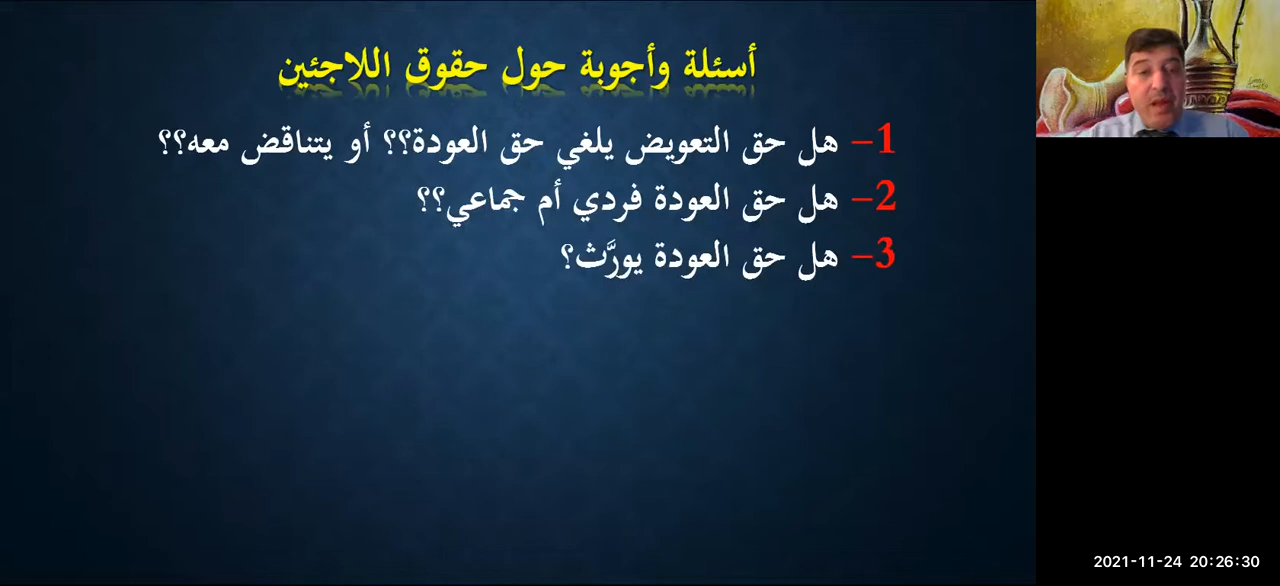 أسئلة وأجوبة حول حقوق اللاجئين
1- هل حق التعويض يلغي حق العودة؟؟ أو يتناقض معه؟؟
2- هل حق العودة فردي أم جماعي؟؟
3- هل حق العودة يورَّث؟
2021-11-24 20:26:30